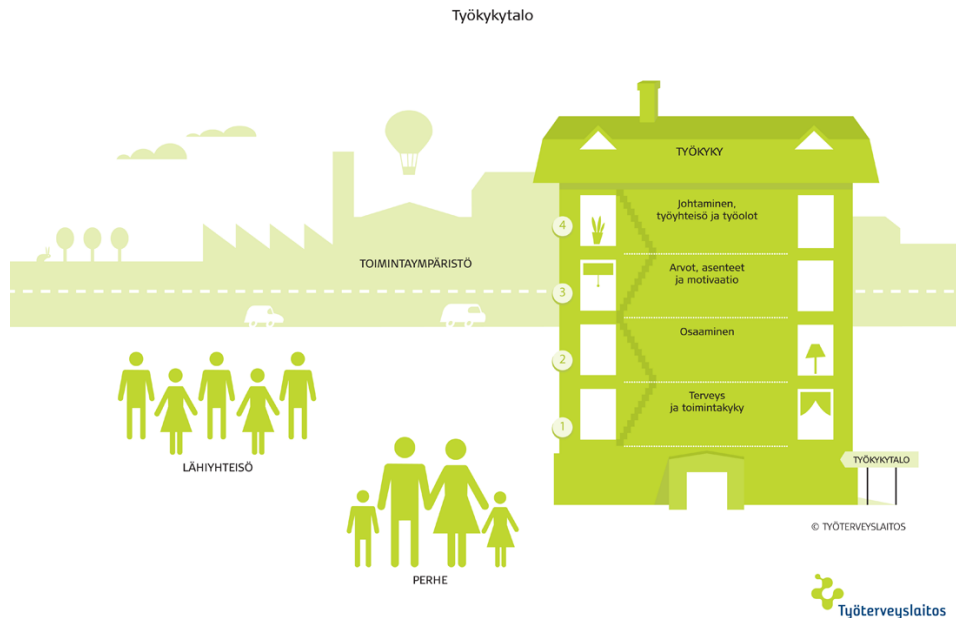 Työkykytalo
TYÖKYKY
4
Johtaminen,
työyhteisö ja työolot
TOIMINTAYMPÄRISTÖ
3
Arvot, asenteet
ja motivaatio
2
Osaaminen
1
Terveys
ja toimintakyky
LÄHIYHTEISÖ
TYÖKYKYTALO
© TYÖTERVEYSLAITOS
PERHE
Työterveyslaitos